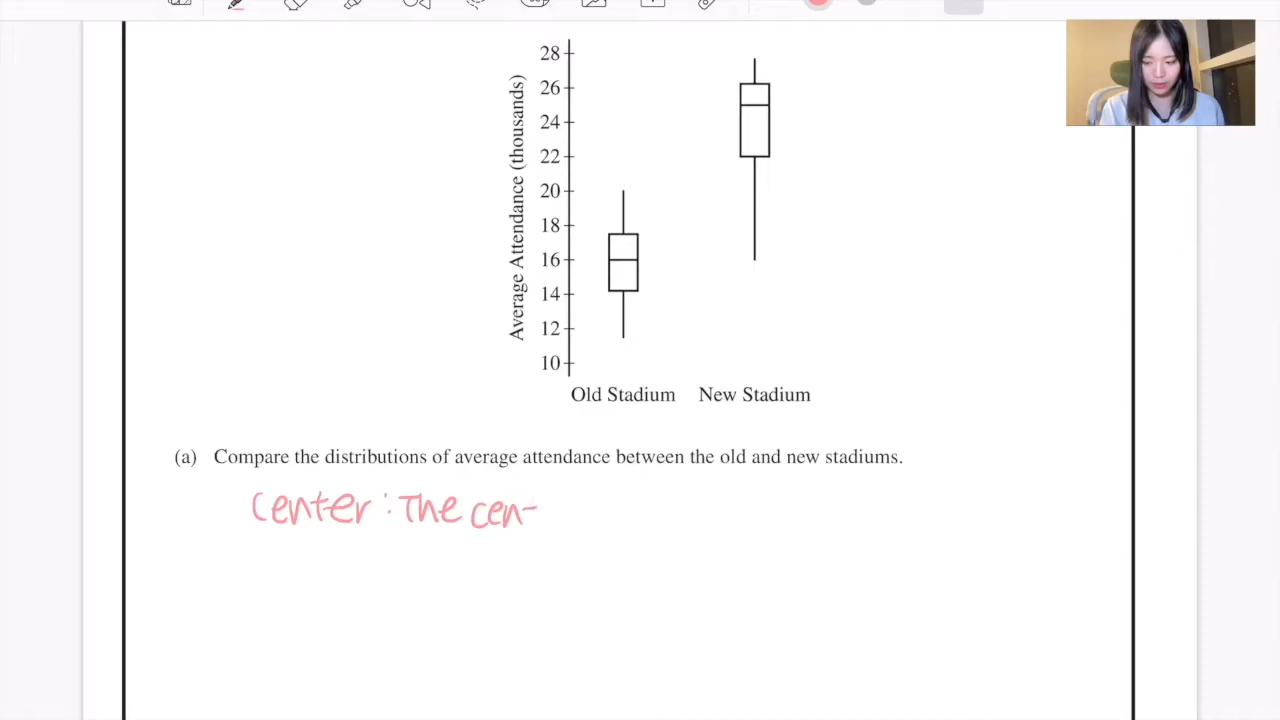 28
26
24
22
20
18
16
14
12
10
Average Attendance (thousands)
Old Stadium New Stadium
(a) Compare the distributions of average attendance between the old and new stadiums.
Center : The cen